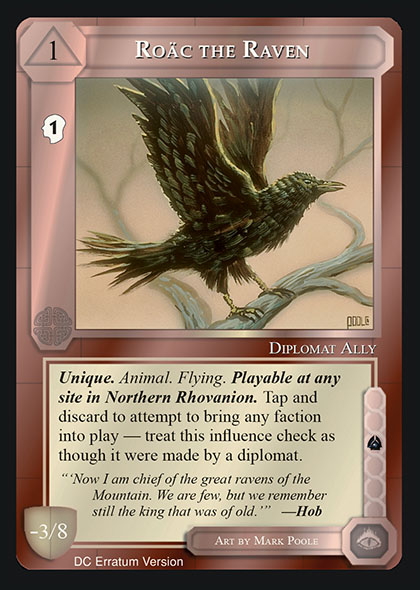 1
ROÄC THE RAVEN
1
POOLE
DIPLOMAT ALLY
Unique. Animal. Flying. Playable at any
site in Northern Rhovanion. Tap and
discard to attempt to bring any faction
into play — treat this influence check as
though it were made by a diplomat.
“‘Now I am chief of the great ravens of the
Mountain. We are few, but we remember
still the king that was of old.’” —Hob
-3/8
ART BY MARK POOLE
DC Erratum Version